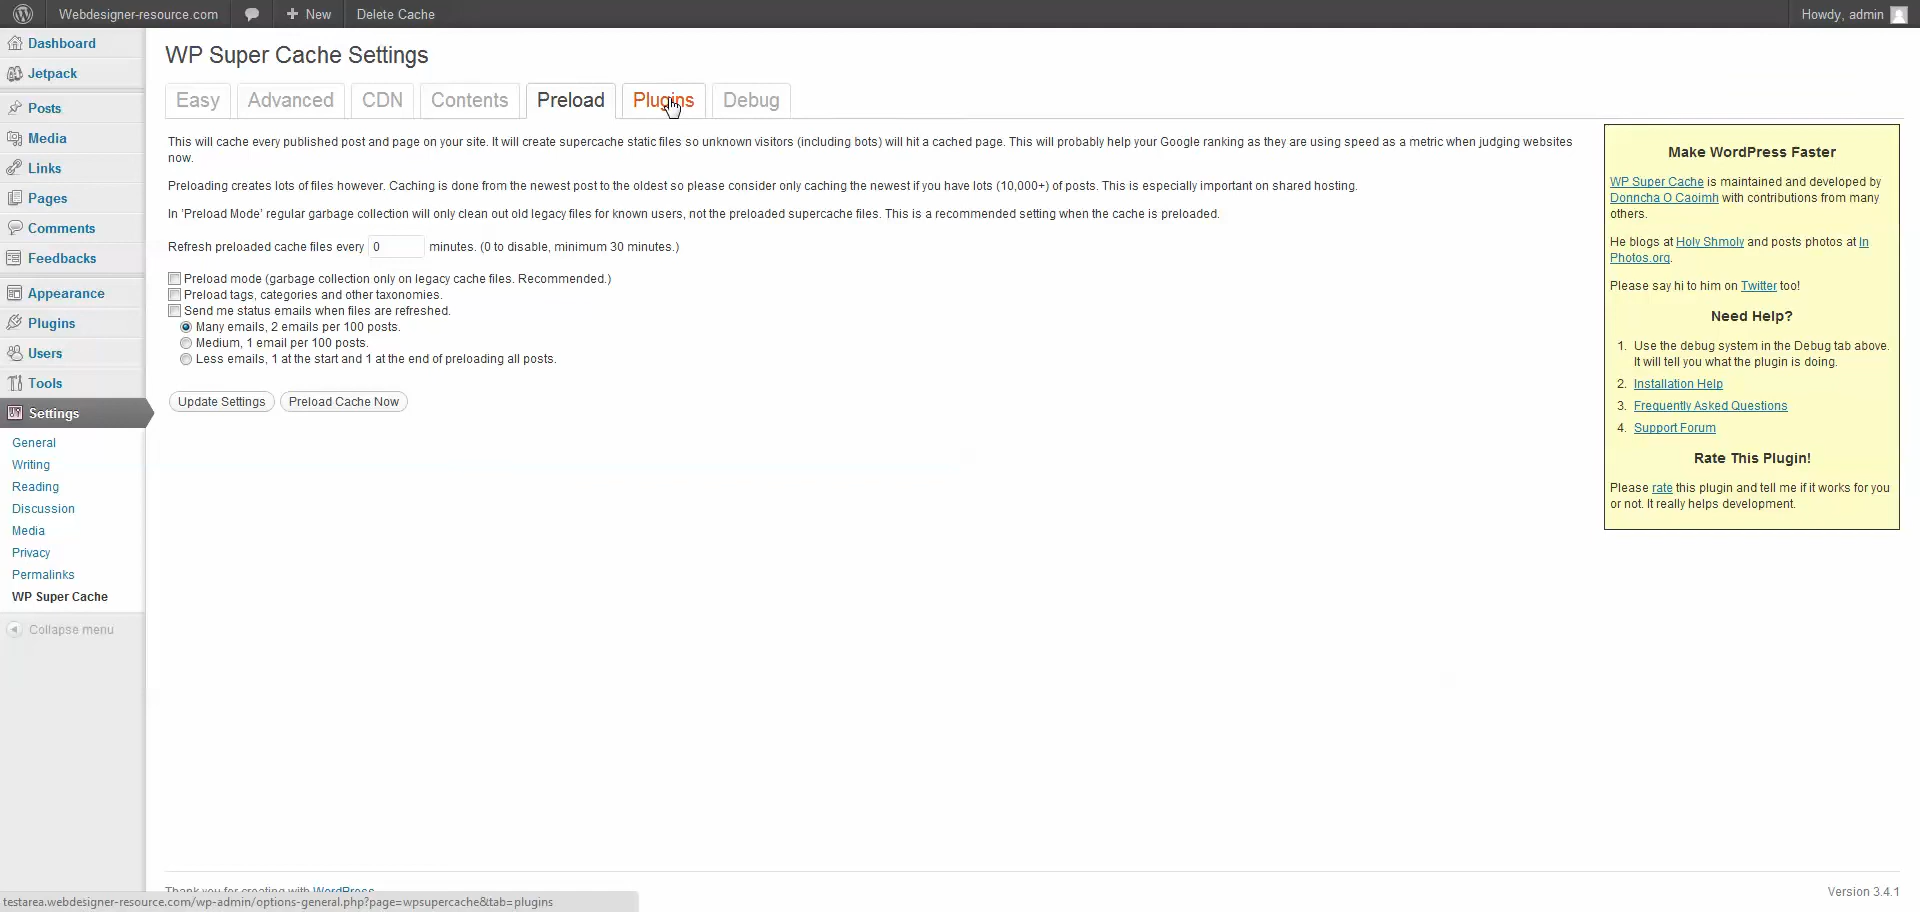 Webdesigner-resource.com
New
Delete Cache
Howdy, admin
Dashboard
Jetpack
Posts
Media
Links
Pages
Comments
Feedbacks
Appearance
Plugins
Users
Tools
Settings
General
Writing
Reading
Discussion
Media
Privacy
Permalinks
WP Super Cache
Collapse menu
WP Super Cache Settings
Easy
Advanced
CDN
Contents
Preload
Plugins
Debug
This will cache every published post and page on your site. It will create supercache static files so unknown visitors (including bots) will hit a cached page. This will probably help your Google ranking as they are using speed as a metric when judging websites
now.
Preloading creates lots of files however. Caching is done from the newest post to the oldest so please consider only caching the newest if you have lots (10,000+) of posts. This is especially important on shared hosting.
In 'Preload Mode' regular garbage collection will only clean out old legacy files for known users, not the preloaded supercache files. This is a recommended setting when the cache is preloaded.
Refresh preloaded cache files every 0 minutes. (0 to disable, minimum 30 minutes.)
Preload mode (garbage collection only on legacy cache files. Recommended.)
Preload tags, categories and other taxonomies.
Send me status emails when files are refreshed.
Many emails, 2 emails per 100 posts.
Medium, 1 email per 100 posts.
Less emails, 1 at the start and 1 at the end of preloading all posts.
Update Settings
Preload Cache Now
Make WordPress Faster
WP Super Cache is maintained and developed by
Donncha O Caoimh with contributions from many
others.
He blogs at Holy Shmoly and posts photos at In
Photos.org.
Please say hi to him on Twitter too!
Need Help?
1. Use the debug system in the Debug tab above.
It will tell you what the plugin is doing.
2. Installation Help
3. Frequently Asked Questions
4. Support Forum
Rate This Plugin!
Please rate this plugin and tell me if it works for you
or not. It really helps development.
Thank you for creating with WordPress.
Version 3.4.1
testarea.webdesigner-resource.com/wp-admin/options-general.php?page=wpsupercache&tab=plugins